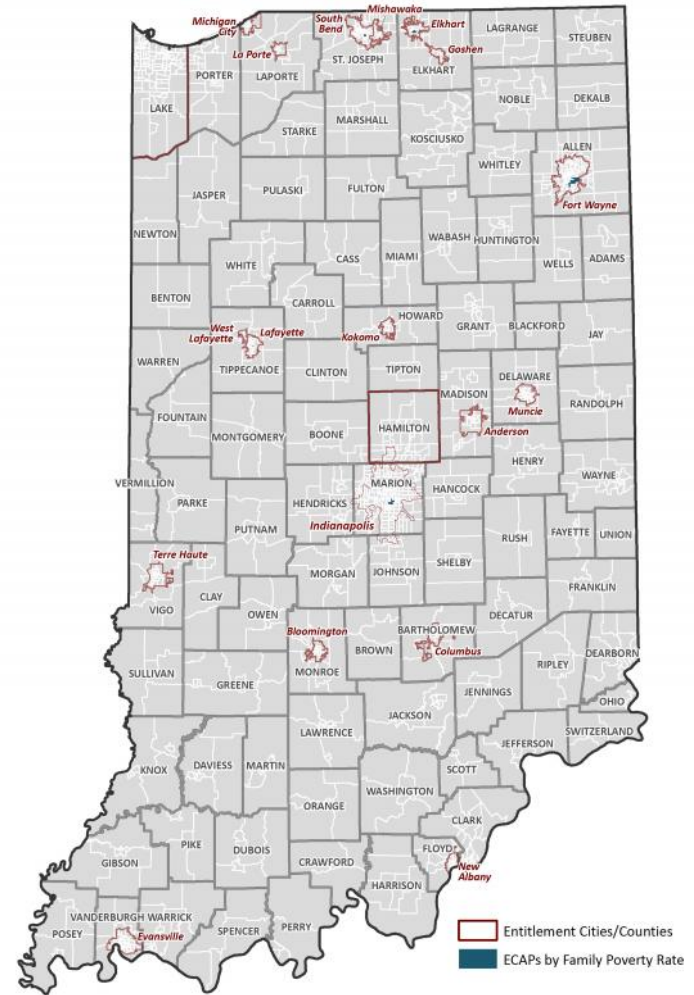 Mishawaka
Michigan
City
South
Bend
Elkhart
LAGRANGE
STEUBEN
La Porte
Goshen
ST. JOSEPH
PORTER
LAPORTE
ELKHART
LAKE
NOBLE
DEKALB
STARKE
MARSHALL
KOSCIUSKO
ALLEN
WHITLEY
JASPER
PULASKI
FULTON
Fort Wayne
NEWTON
WABASH
HUNTINGTON
WHITE
CASS
MIAMI
WELLS
ADAMS
BENTON
CARROLL
HOWARD
GRANT
BLACKFORD
JAY
West
Lafayette
Lafayette
Kokomo
WARREN
TIPPECANOE
CLINTON
TIPTON
DELAWARE
MADISON
Muncie
RANDOLPH
FOUNTAIN
MONTGOMERY
BOONE
HAMILTON
Anderson
HENRY
VERMILLION
MARION
HANCOCK
WAYNE
PARKE
HENDRICKS
PUTNAM
Indianapolis
RUSH
FAYETTE
UNION
Terre Haute
MORGAN
JOHNSON
SHELBY
CLAY
FRANKLIN
VIGO
OWEN
DECATUR
Bloomington
BARTHOLOMEW
BROWN
Columbus
DEARBORN
RIPLEY
SULLIVAN
GREENE
MONROE
JENNINGS
OHIO
JACKSON
LAWRENCE
SWITZERLAND
JEFFERSON
KNOX
DAVIESS
MARTIN
SCOTT
WASHINGTON
ORANGE
CLARK
PIKE
DUBOIS
FLOYD
GIBSON
CRAWFORD
New
Albany
HARRISON
VANDERBURGH
WARRICK
POSEY
Evansville
SPENCER
PERRY
Entitlement Cities/Counties
ECAPs by Family Poverty Rate